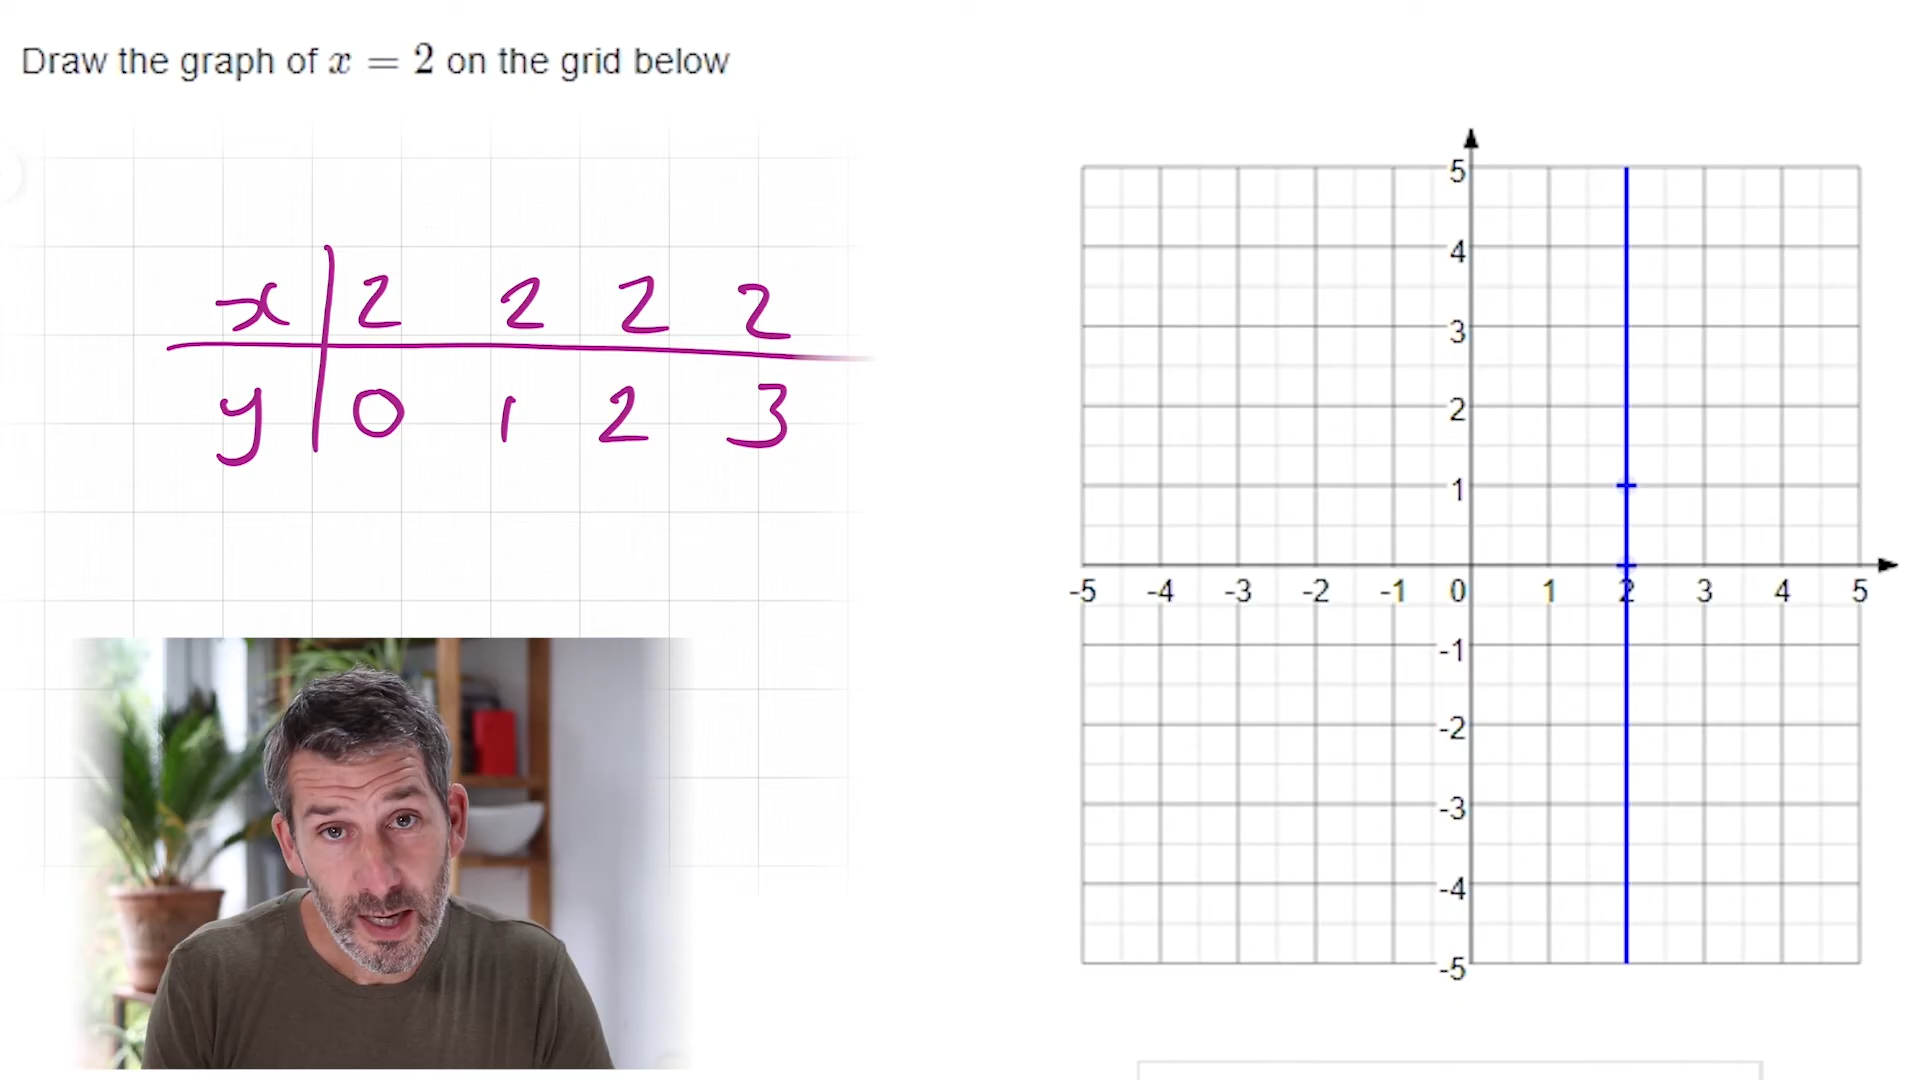 Draw the graph of x = 2 on the grid below
x 2 2 2 2
y 0 1 2 3
5
4
3
2
1
-5 -4 -3 -2 -1 0 1 2 3 4 5
-1
-2
-3
-4
-5